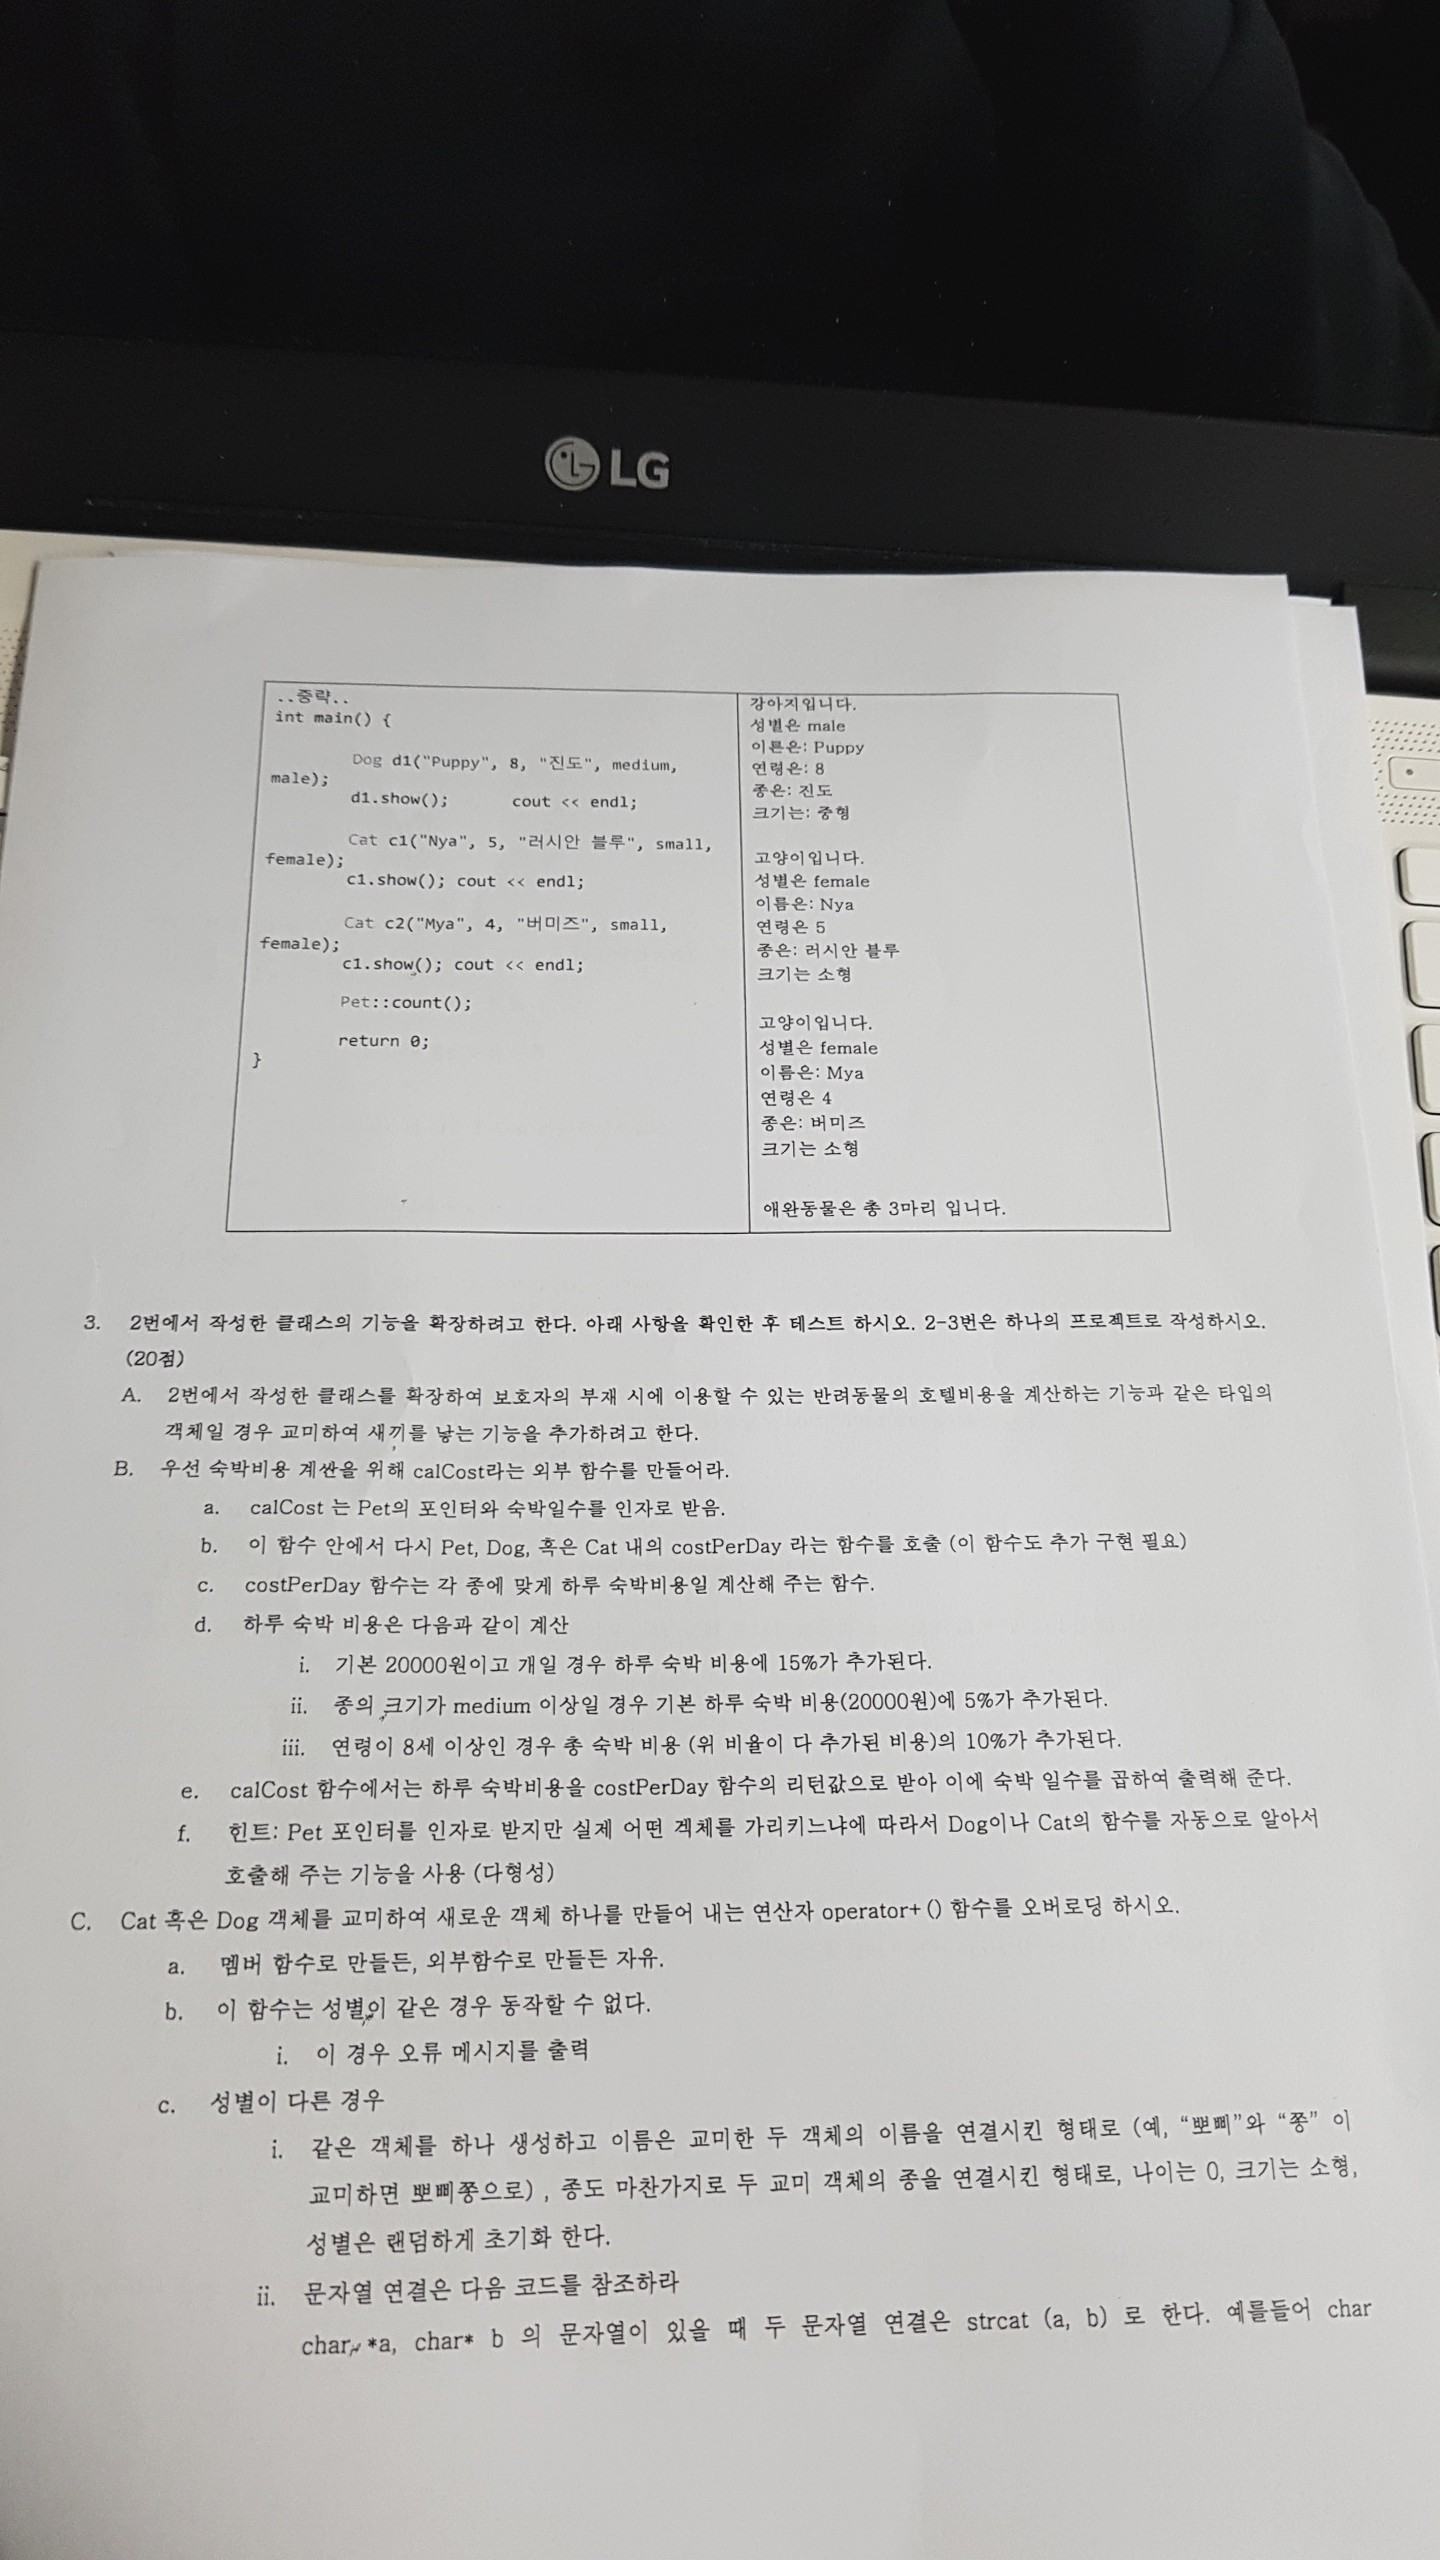 LG
..중략..
int main() {
Dog d1("Puppy", 8, "진도", medium,
male);
d1.show(); cout << endl;
Cat c1("Nya", 5, "러시안 블루", small,
female);
c1.show(); cout << endl;
Cat c2("Mya", 4, "버미즈", small,
female);
c1.show(); cout << endl;
Pet::count();
return 0;
}
강아지입니다.
성별은 male
이름은: Puppy
연령은: 8
종은: 진도
크기는: 중형
고양이입니다.
성별은 female
이름은: Nya
연령은 5
종은: 러시안 블루
크기는 소형
고양이입니다.
성별은 female
이름은: Mya
연령은 4
종은: 버미즈
크기는 소형
애완동물은 총 3마리 입니다.
3. 2번에서 작성한 클래스의 기능을 확장하려고 한다. 아래 사항을 확인한 후 테스트 하시오. 2-3번은 하나의 프로젝트로 작성하시오.
(20점)
A. 2번에서 작성한 클래스를 확장하여 보호자의 부재 시에 이용할 수 있는 반려동물의 호텔비용을 계산하는 기능과 같은 타입의
객체일 경우 교미하여 새끼를 낳는 기능을 추가하려고 한다.
B. 우선 숙박비용 계싼을 위해 calCost라는 외부 함수를 만들어라.
a. calCost 는 Pet의 포인터와 숙박일수를 인자로 받음.
b. 이 함수 안에서 다시 Pet, Dog, 혹은 Cat 내의 costPerDay 라는 함수를 호출 (이 함수도 추가 구현 필요)
c. costPerDay 함수는 각 종에 맞게 하루 숙박비용일 계산해 주는 함수.
d. 하루 숙박 비용은 다음과 같이 계산
i. 기본 20000원이고 개일 경우 하루 숙박 비용에 15%가 추가된다.
ii. 종의 크기가 medium 이상일 경우 기본 하루 숙박 비용(20000원)에 5%가 추가된다.
iii. 연령이 8세 이상인 경우 총 숙박 비용 (위 비율이 다 추가된 비용)의 10%가 추가된다.
e. calCost 함수에서는 하루 숙박비용을 costPerDay 함수의 리턴값으로 받아 이에 숙박 일수를 곱하여 출력해 준다.
f. 힌트: Pet 포인터를 인자로 받지만 실제 어떤 객체를 가리키느냐에 따라서 Dog이나 Cat의 함수를 자동으로 알아서
호출해 주는 기능을 사용 (다형성)
C. Cat 혹은 Dog 객체를 교미하여 새로운 객체 하나를 만들어 내는 연산자 operator+ () 함수를 오버로딩 하시오.
a. 멤버 함수로 만들든, 외부함수로 만들든 자유.
b. 이 함수는 성별이 같은 경우 동작할 수 없다.
i. 이 경우 오류 메시지를 출력
c. 성별이 다른 경우
i. 같은 객체를 하나 생성하고 이름은 교미한 두 객체의 이름을 연결시킨 형태로 (예, “뽀삐”와 “쫑” 이
교미하면 뽀삐쫑으로) , 종도 마찬가지로 두 교미 객체의 종을 연결시킨 형태로, 나이는 0, 크기는 소형,
성별은 랜덤하게 초기화 한다.
ii. 문자열 연결은 다음 코드를 참조하라
char *a, char* b 의 문자열이 있을 때 두 문자열 연결은 strcat (a, b) 로 한다. 예를들어 char